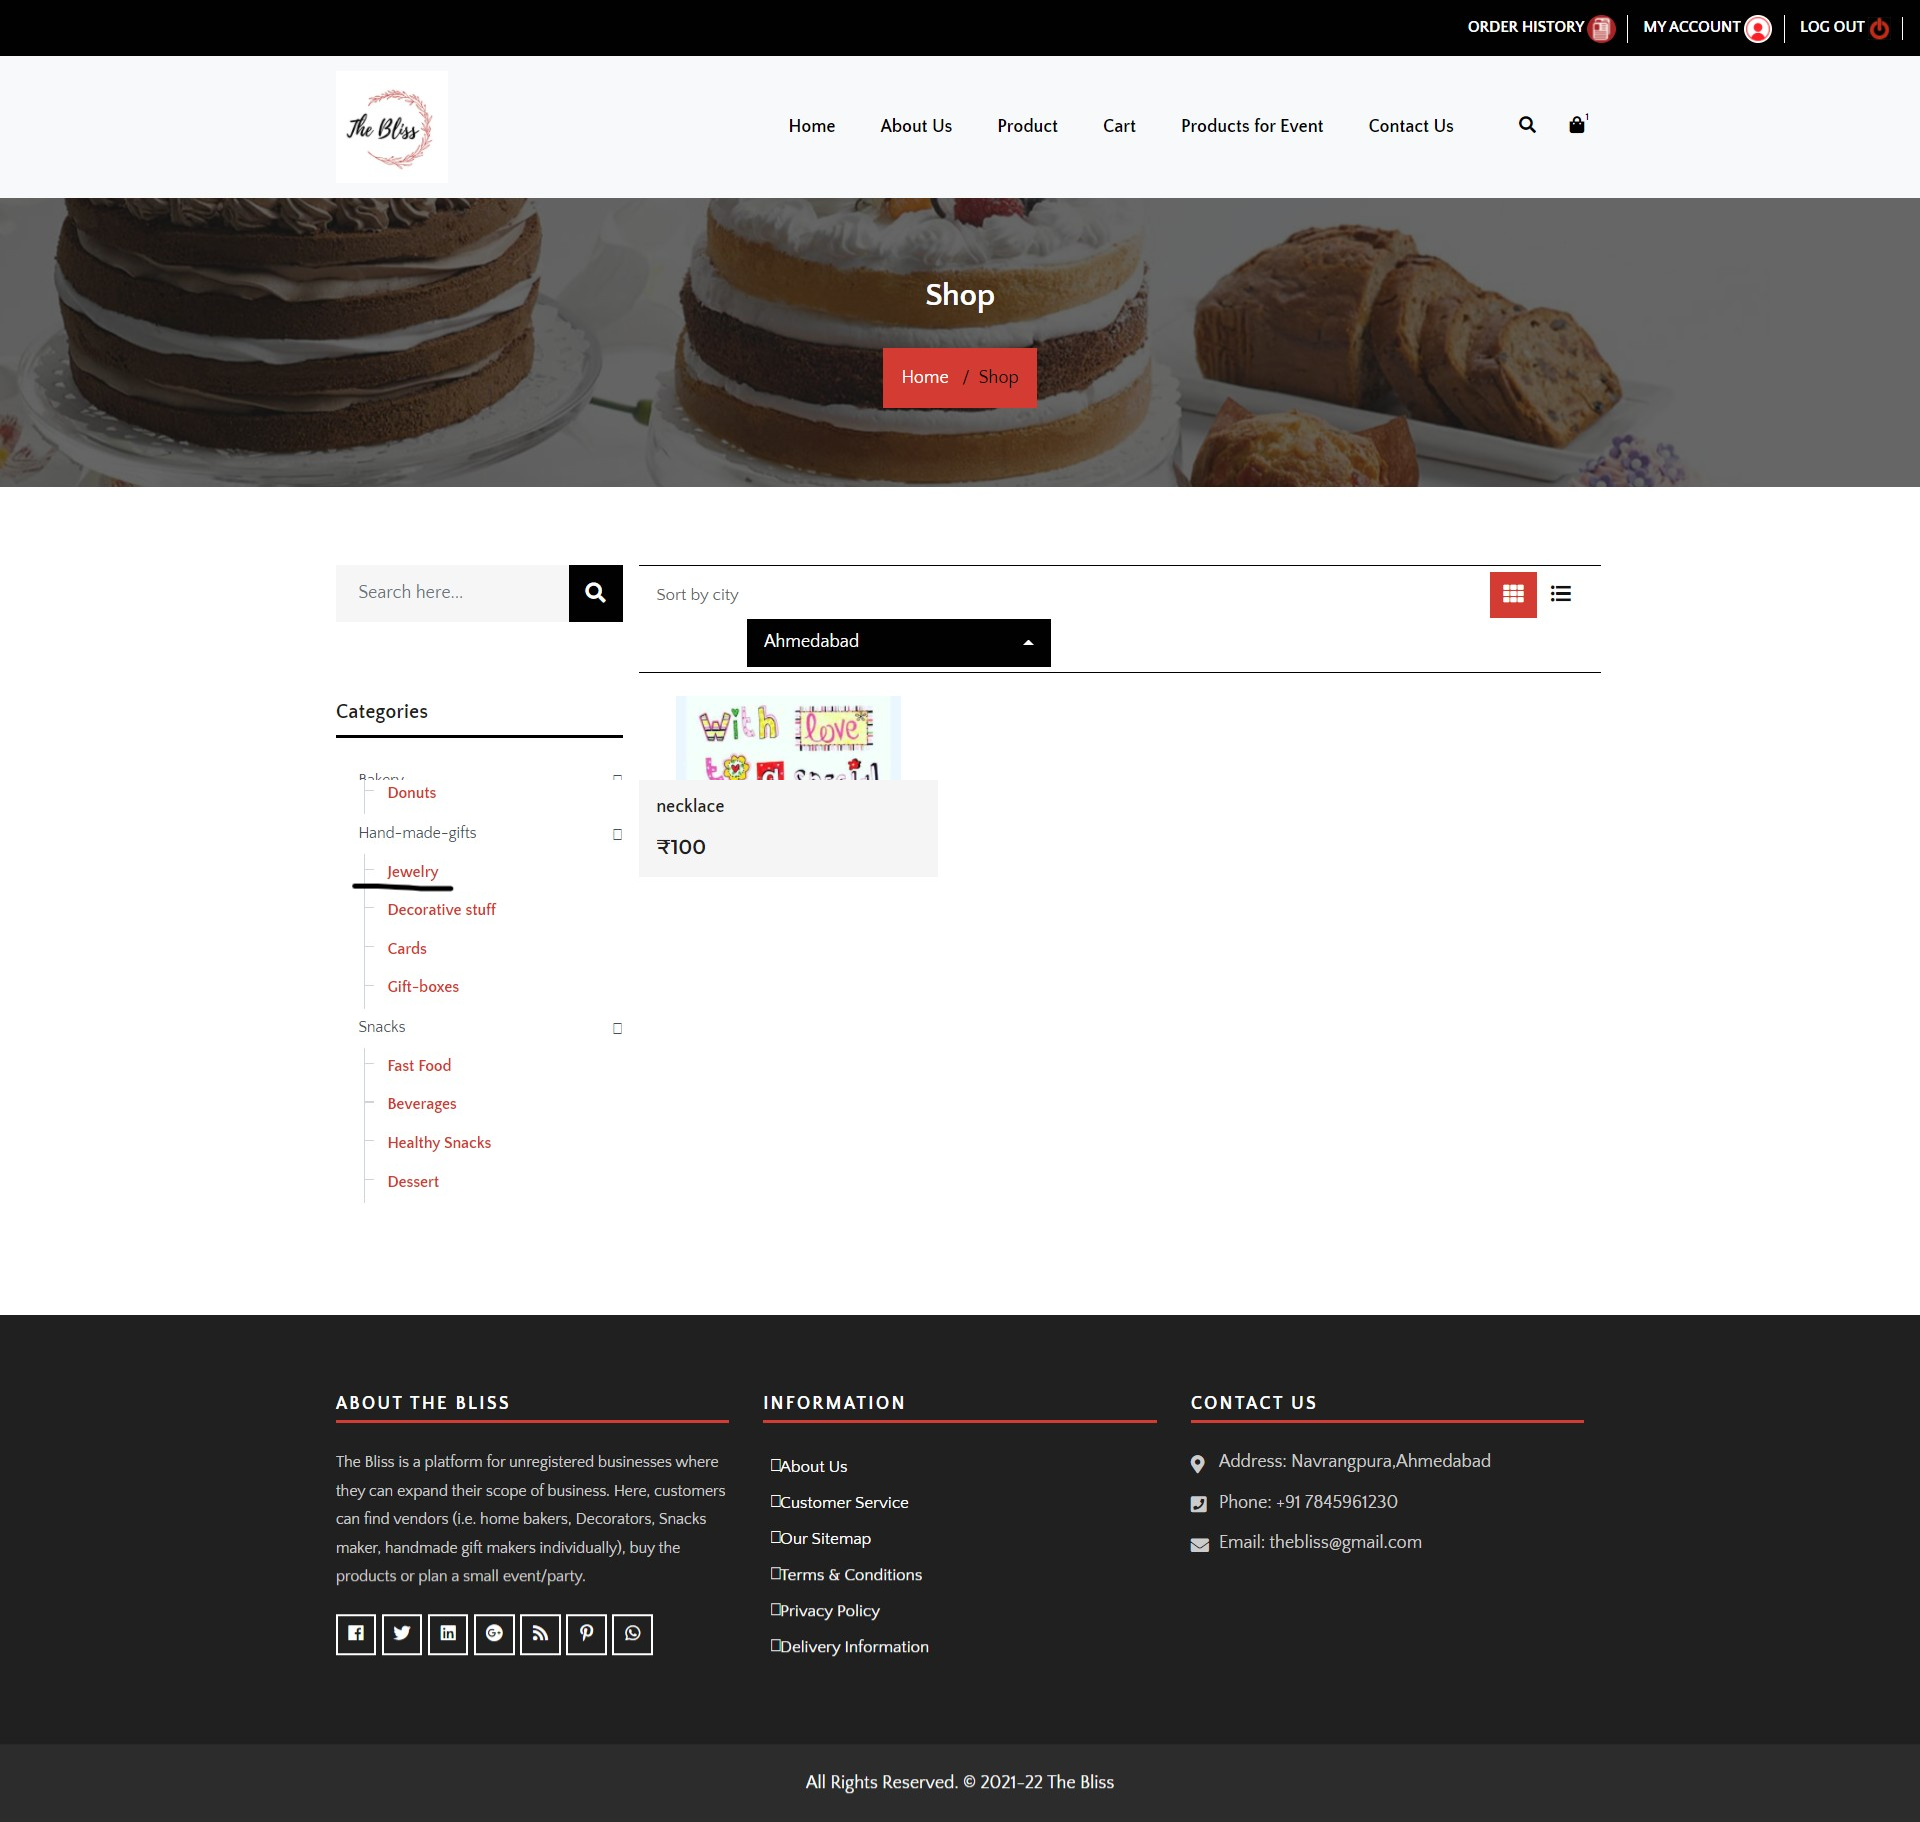 ORDER HISTORY
MY ACCOUNT
LOG OUT
The Bliss
Home
About Us
Product
Cart
Products for Event
Contact Us
1
Shop
Home / Shop
Search here...
Sort by city
Ahmedabad
Categories
Bakery
Donuts
Hand-made-gifts
Jewelry
Decorative stuff
Cards
Gift-boxes
Snacks
Fast Food
Beverages
Healthy Snacks
Dessert
with love
to a special
necklace
₹100
ABOUT THE BLISS
The Bliss is a platform for unregistered businesses where
they can expand their scope of business. Here, customers
can find vendors (i.e. home bakers, Decorators, Snacks
maker, handmade gift makers individually), buy the
products or plan a small event/party.
INFORMATION
About Us
Customer Service
Our Sitemap
Terms & Conditions
Privacy Policy
Delivery Information
CONTACT US
Address: Navrangpura,Ahmedabad
Phone: +91 7845961230
Email: thebliss@gmail.com
All Rights Reserved. © 2021-22 The Bliss